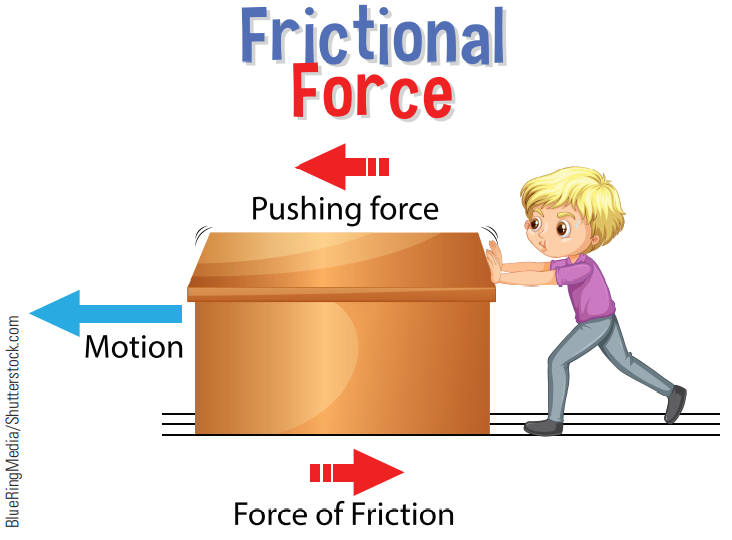 Frictional
Force
Pushing force
Motion
Force of Friction
BlueRingMedia/Shutterstock.com